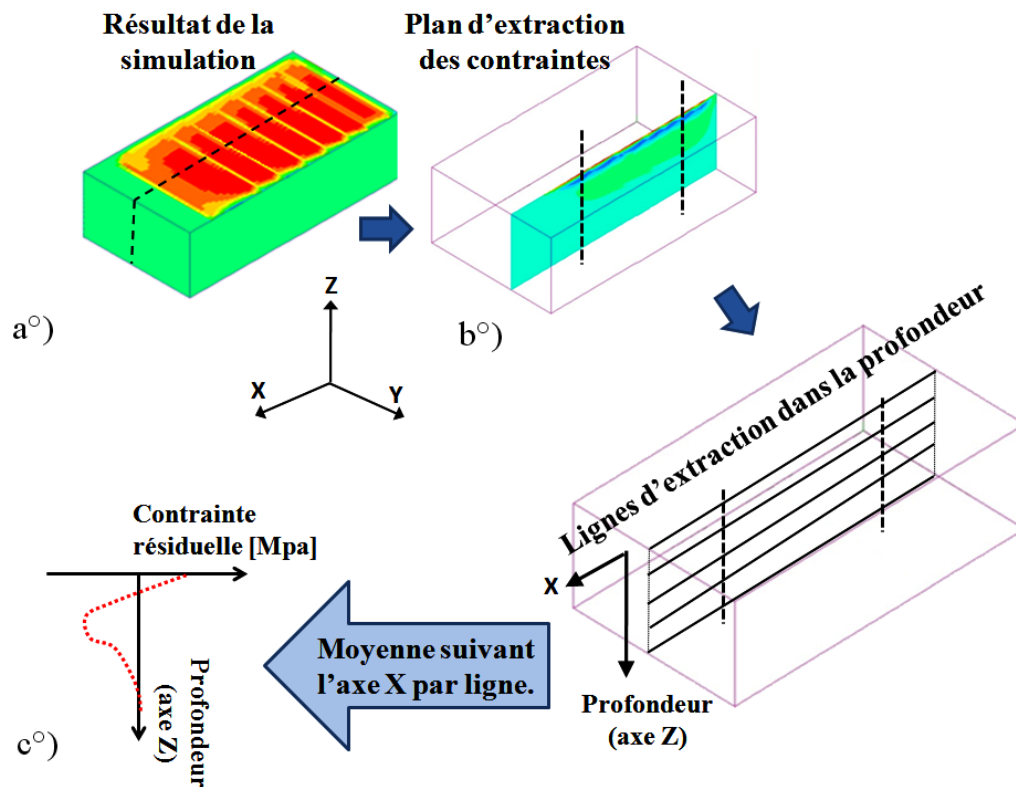 Résultat de la
simulation
Plan d’extraction
des contraintes
a°)
b°)
Z
X
Y
Lignes d’extraction dans la profondeur
X
Profondeur
(axe Z)
Moyenne suivant
l’axe X par ligne.
Contrainte
résiduelle [Mpa]
Profondeur
(axe Z)
c°)